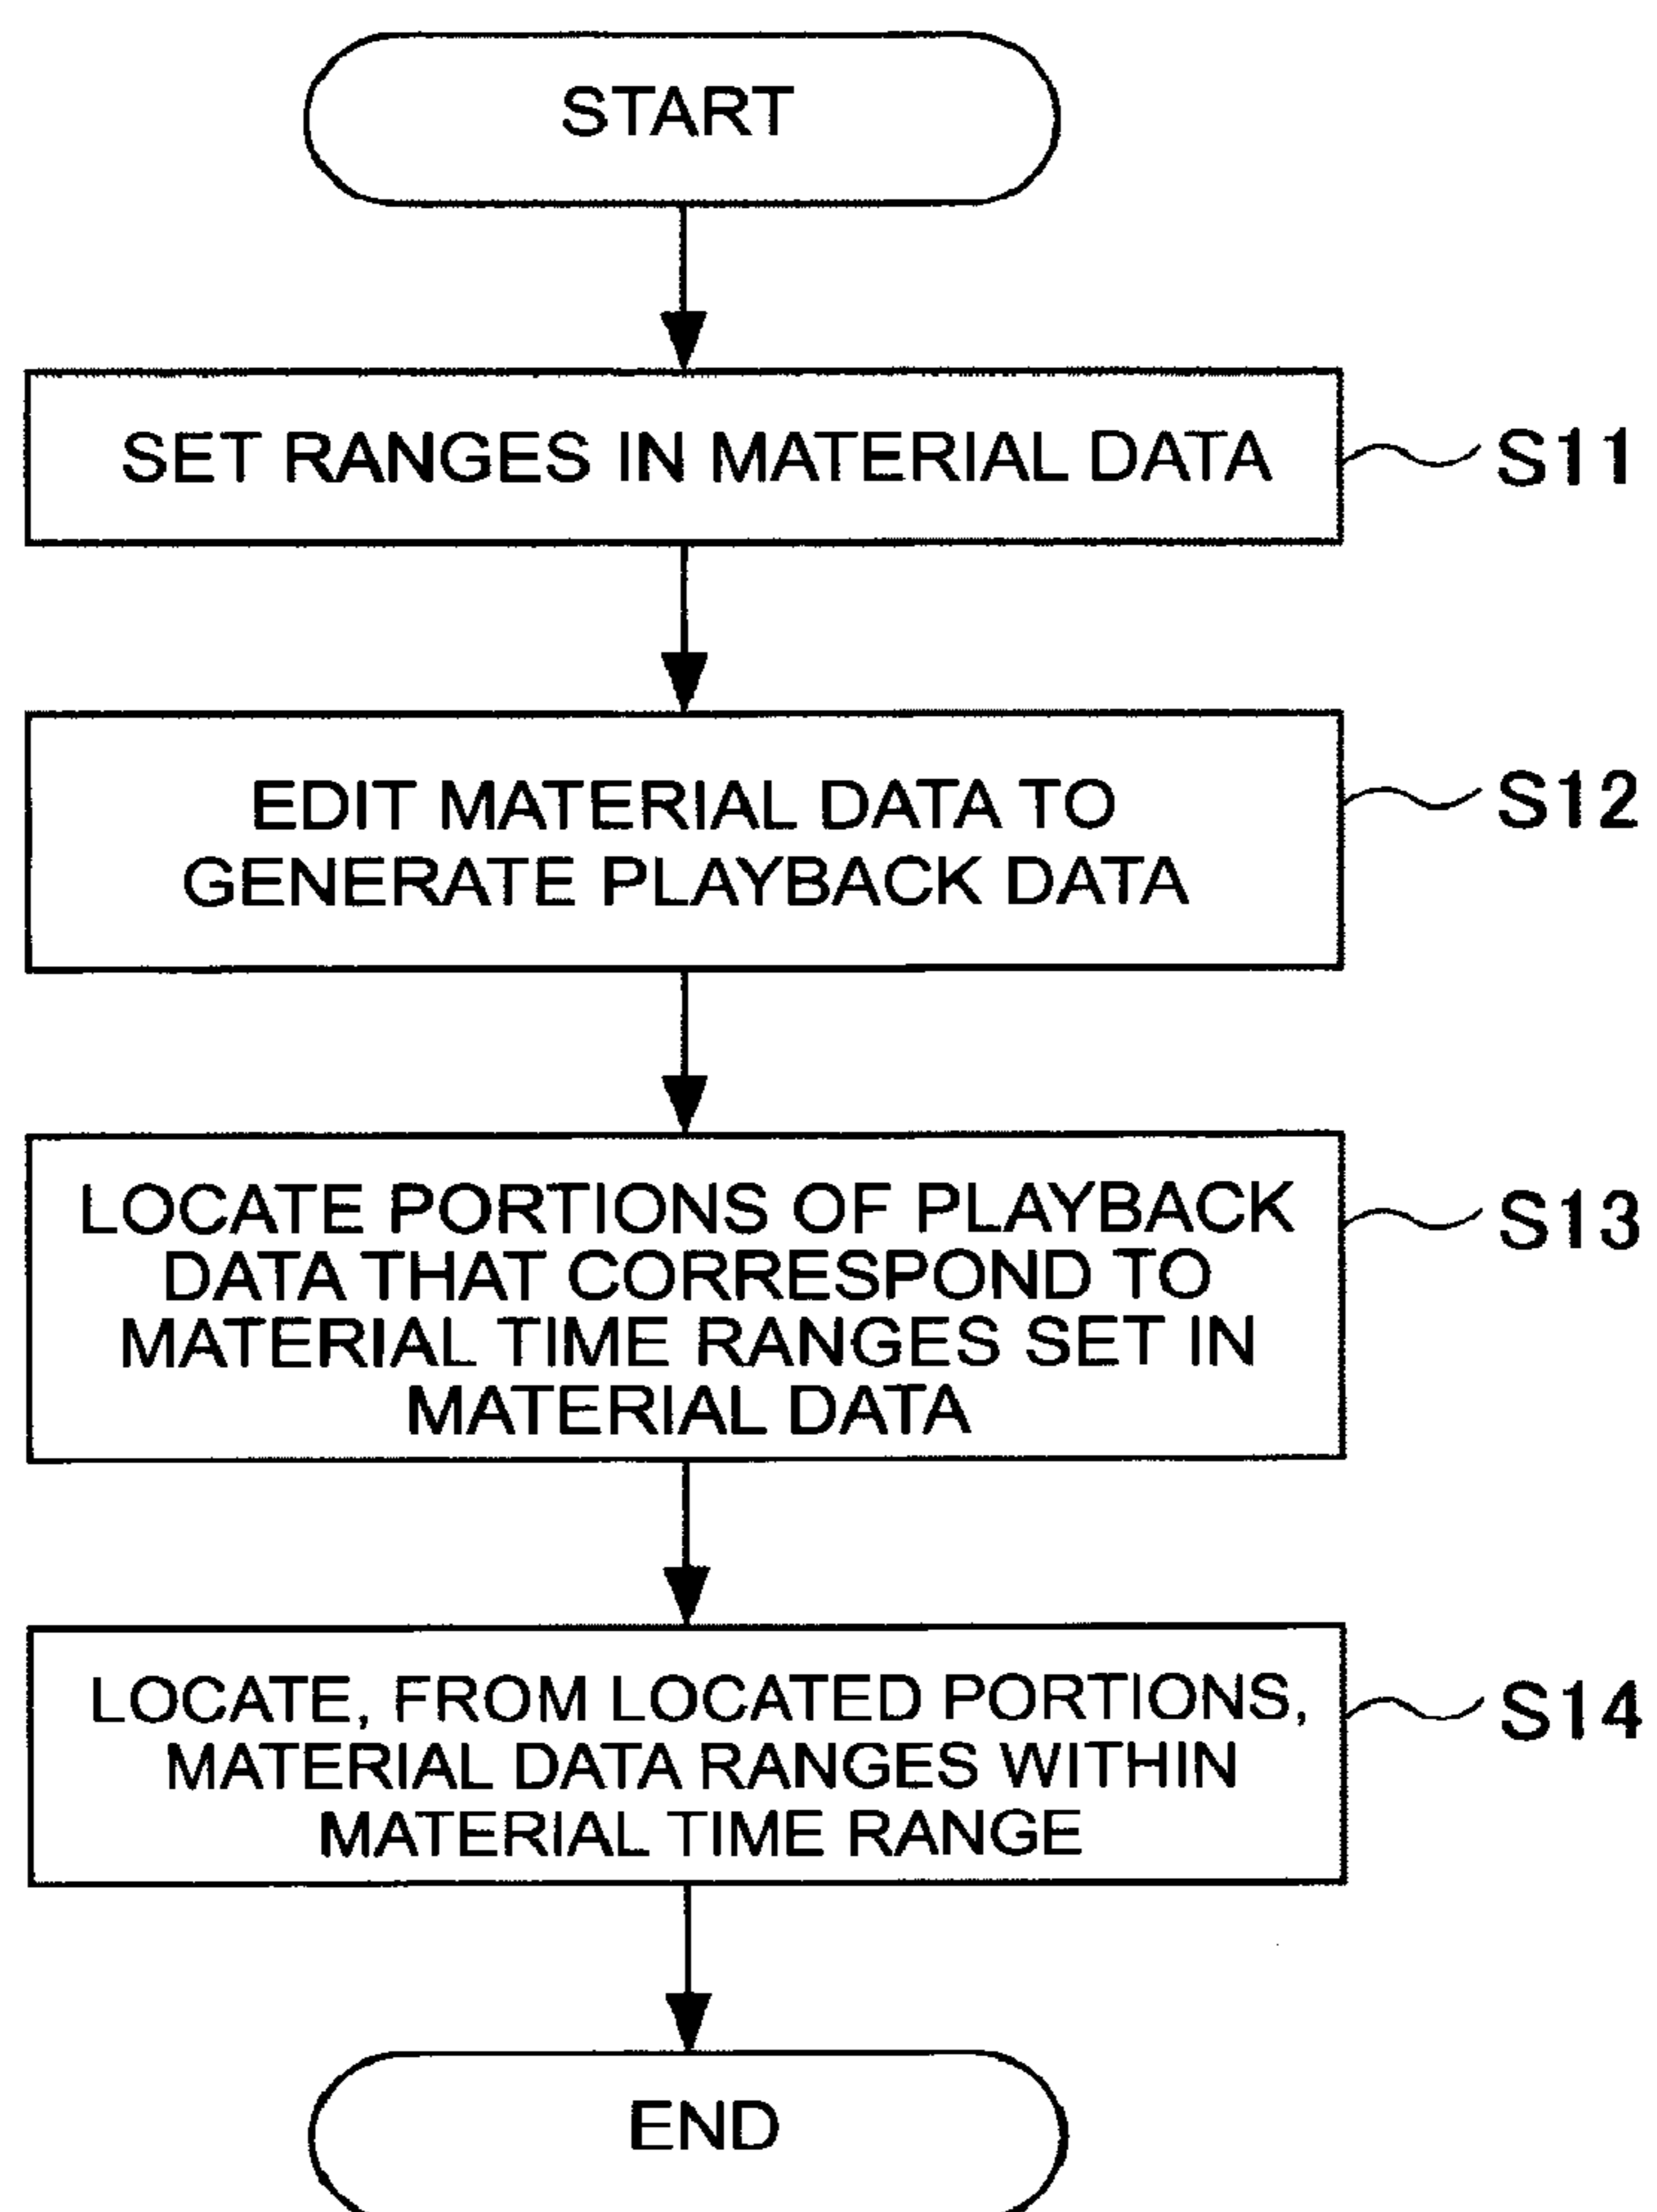 START
SET RANGES IN MATERIAL DATA
S11
EDIT MATERIAL DATA TO
GENERATE PLAYBACK DATA
S12
LOCATE PORTIONS OF PLAYBACK
DATA THAT CORRESPOND TO
MATERIAL TIME RANGES SET IN
MATERIAL DATA
S13
LOCATE, FROM LOCATED PORTIONS,
MATERIAL DATA RANGES WITHIN
MATERIAL TIME RANGE
S14
END